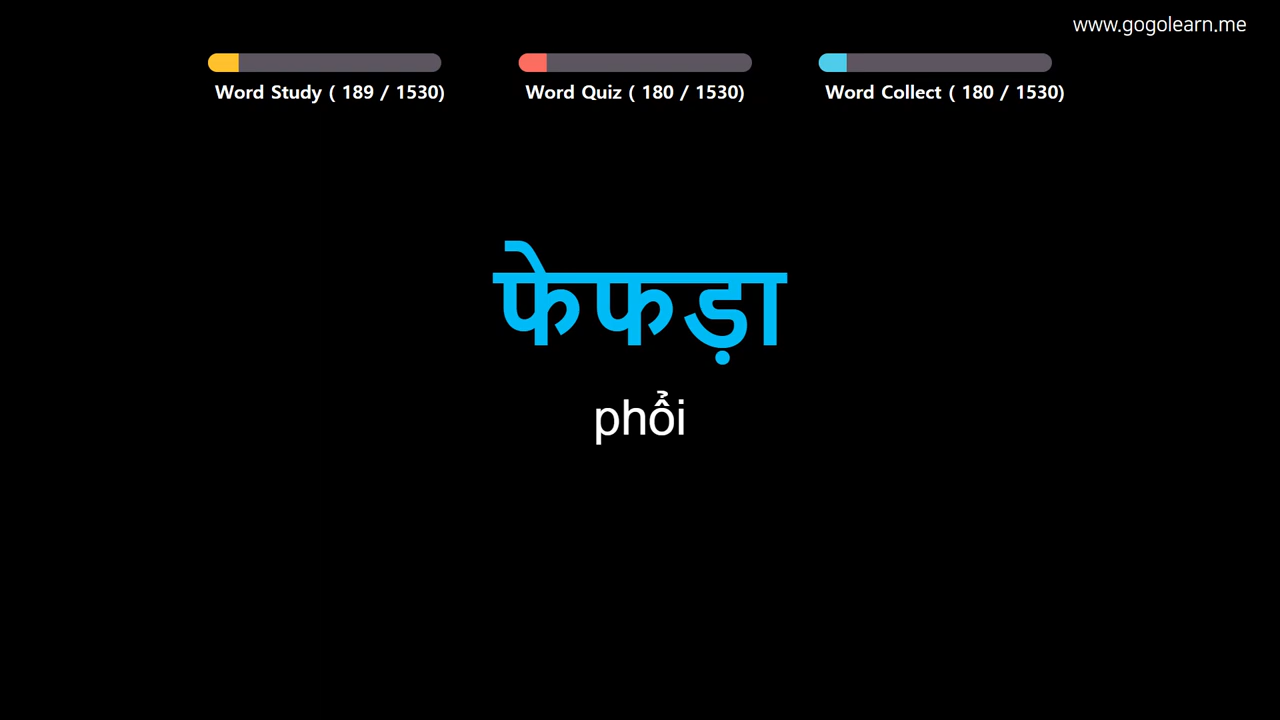 www.gogolearn.me
Word Study ( 189 / 1530)
Word Quiz ( 180 / 1530)
Word Collect ( 180 / 1530)
फेफड़ा
phổi